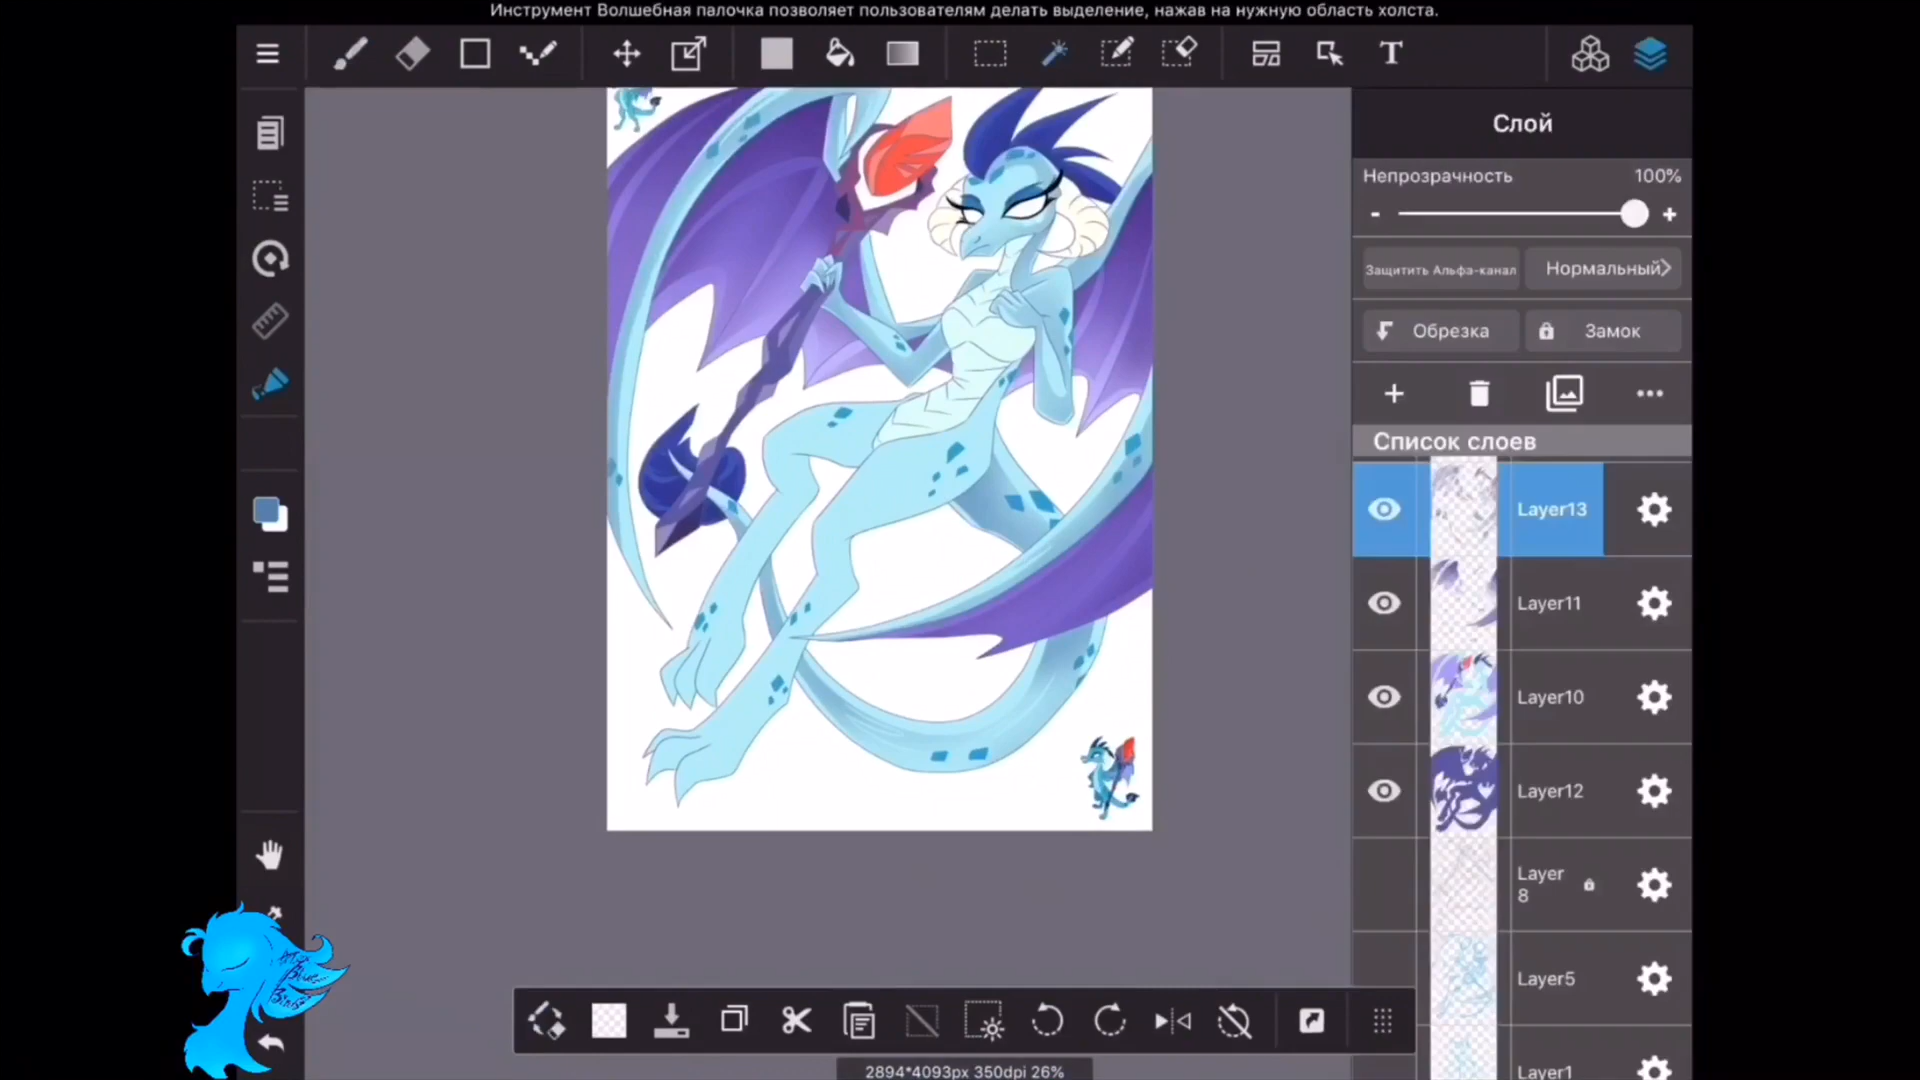 Инструмент Волшебная палочка позволяет пользователям делать выделение, нажав на нужную область холста.
T
Слой
Непрозрачность 100%
- +
Защитить Альфа-канал Нормальный
Обрезка Замок
Список слоев
Layer13
Layer11
Layer10
Layer12
Layer
8
Layer5
Layer1
Blue
2894*4093px 350dpi 26%